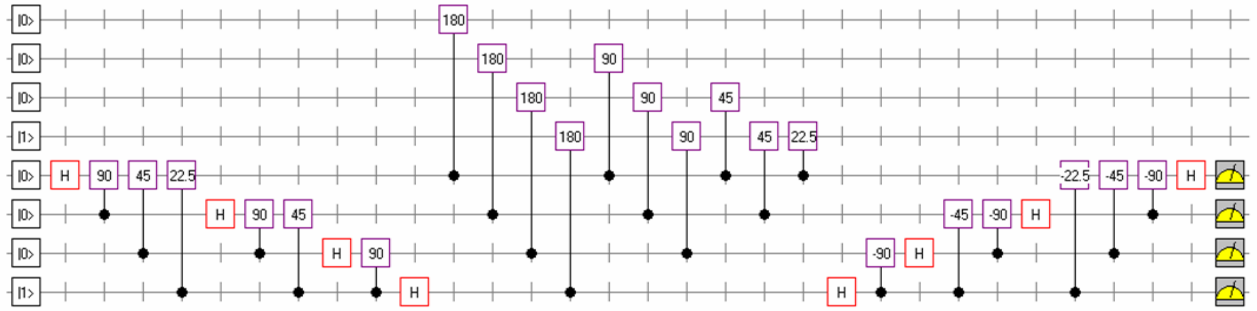 |0> 180
|0> 180 90
|0> 180 90 45
|1> 180 90 45 22.5
|0> H 90 45 22.5 -22.5 -45 -90 H
|0> H 90 45 -45 -90 H
|0> H 90 -90 H
|1> H H